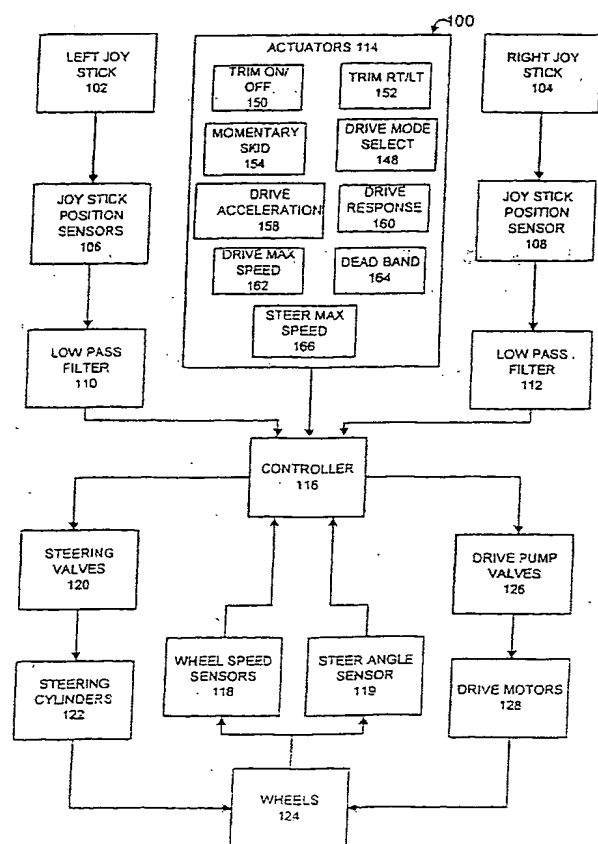 100
LEFT JOY
STICK
102
ACTUATORS 114
TRIM ON/
OFF
150
TRIM RT/LT
152
MOMENTARY
SKID
154
DRIVE MODE
SELECT
148
DRIVE
ACCELERATION
158
DRIVE
RESPONSE
160
DRIVE MAX
SPEED
162
DEAD BAND
164
STEER MAX
SPEED
166
RIGHT JOY
STICK
104
JOY STICK
POSITION
SENSORS
106
JOY STICK
POSITION
SENSOR
108
LOW PASS
FILTER
110
LOW PASS
FILTER
112
CONTROLLER
116
STEERING
VALVES
120
DRIVE PUMP
VALVES
126
WHEEL SPEED
SENSORS
118
STEER ANGLE
SENSOR
119
STEERING
CYLINDERS
122
DRIVE MOTORS
128
WHEELS
124